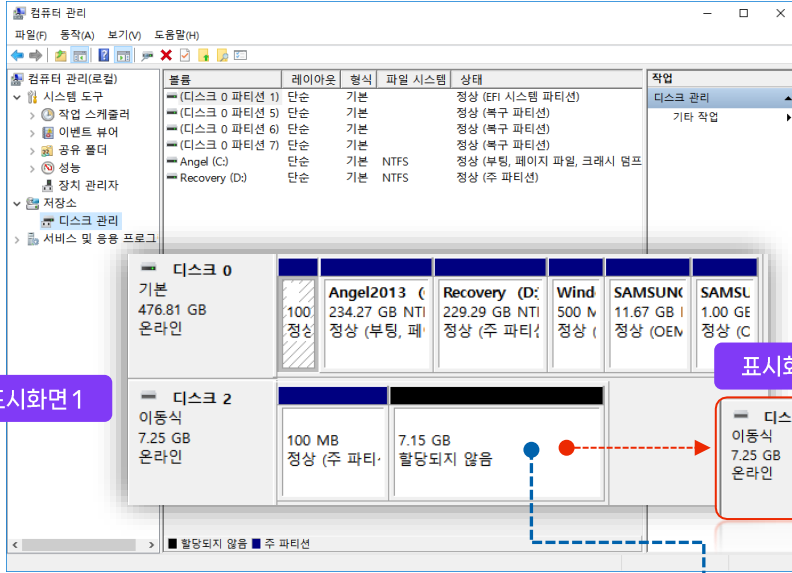 컴퓨터 관리
파일(F) 동작(A) 보기(V) 도움말(H)
컴퓨터 관리(로컬)
시스템 도구
작업 스케줄러
이벤트 뷰어
공유 폴더
성능
장치 관리자
저장소
디스크 관리
서비스 및 응용 프로그
볼륨 레이아웃 형식 파일 시스템 상태
(디스크 0 파티션 1) 단순 기본 정상 (EFI 시스템 파티션)
(디스크 0 파티션 5) 단순 기본 정상 (복구 파티션)
(디스크 0 파티션 6) 단순 기본 정상 (복구 파티션)
(디스크 0 파티션 7) 단순 기본 정상 (복구 파티션)
Angel (C:) 단순 기본 NTFS 정상 (부팅, 페이지 파일, 크래시 덤프
Recovery (D:) 단순 기본 NTFS 정상 (주 파티션)
작업
디스크 관리
기타 작업
디스크 0
기본
476.81 GB
온라인
100
정상
Angel2013 (
234.27 GB NT
정상 (부팅, 페
Recovery (D:
229.29 GB NT
정상 (주 파티
Wind
500 M
정상 (
SAMSUN
11.67 GB
정상 (OEM
SAMSU
1.00 GB
정상 (O
표시화면 1
디스크 2
이동식
7.25 GB
온라인
100 MB
정상 (주 파티
7.15 GB
할당되지 않음
표시화
디스
이동식
7.25 GB
온라인
할당되지 않음 주 파티션